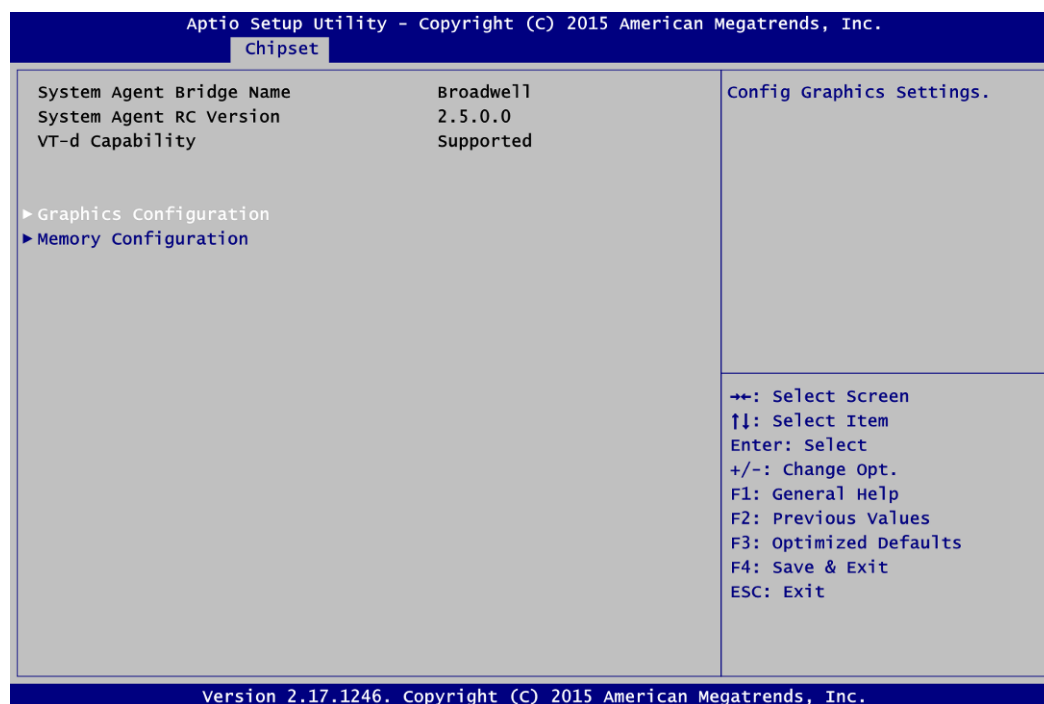 Aptio Setup Utility – Copyright (C) 2015 American Megatrends, Inc.
Chipset
System Agent Bridge Name Broadwell
System Agent RC Version 2.5.0.0
VT-d Capability Supported
►Graphics Configuration
►Memory Configuration
Config Graphics Settings.
→←: Select Screen
↑↓: Select Item
Enter: Select
+/-: Change Opt.
F1: General Help
F2: Previous Values
F3: Optimized Defaults
F4: Save & Exit
ESC: Exit
Version 2.17.1246. Copyright (C) 2015 American Megatrends, Inc.